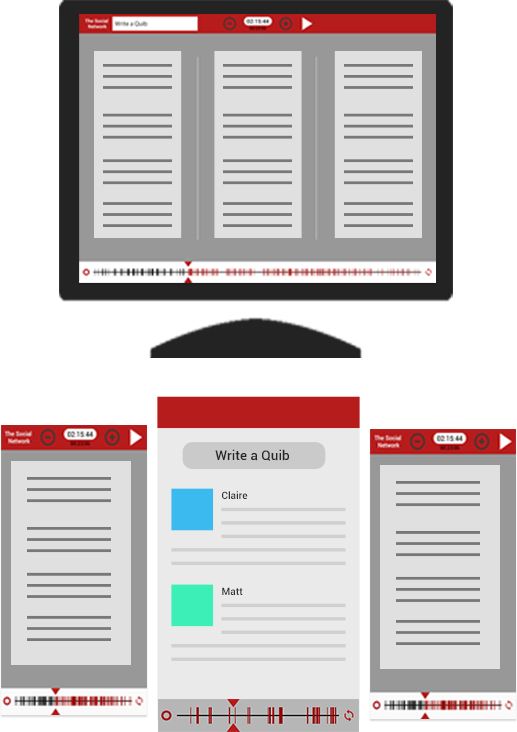 The Social
Network
Write a Quib
02:15:44
The Social
Network
02:15:44
Write a Quib
Claire
Matt
The Social
Network
02:15:44